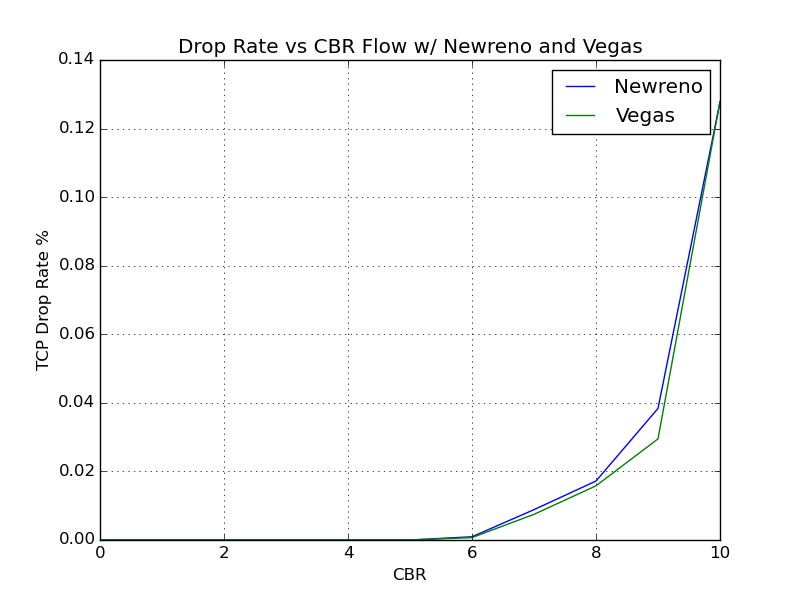 Drop Rate vs CBR Flow w/ Newreno and Vegas
Newreno
Vegas
TCP Drop Rate %
0.14
0.12
0.10
0.08
0.06
0.04
0.02
0.00
0 2 4 6 8 10
CBR